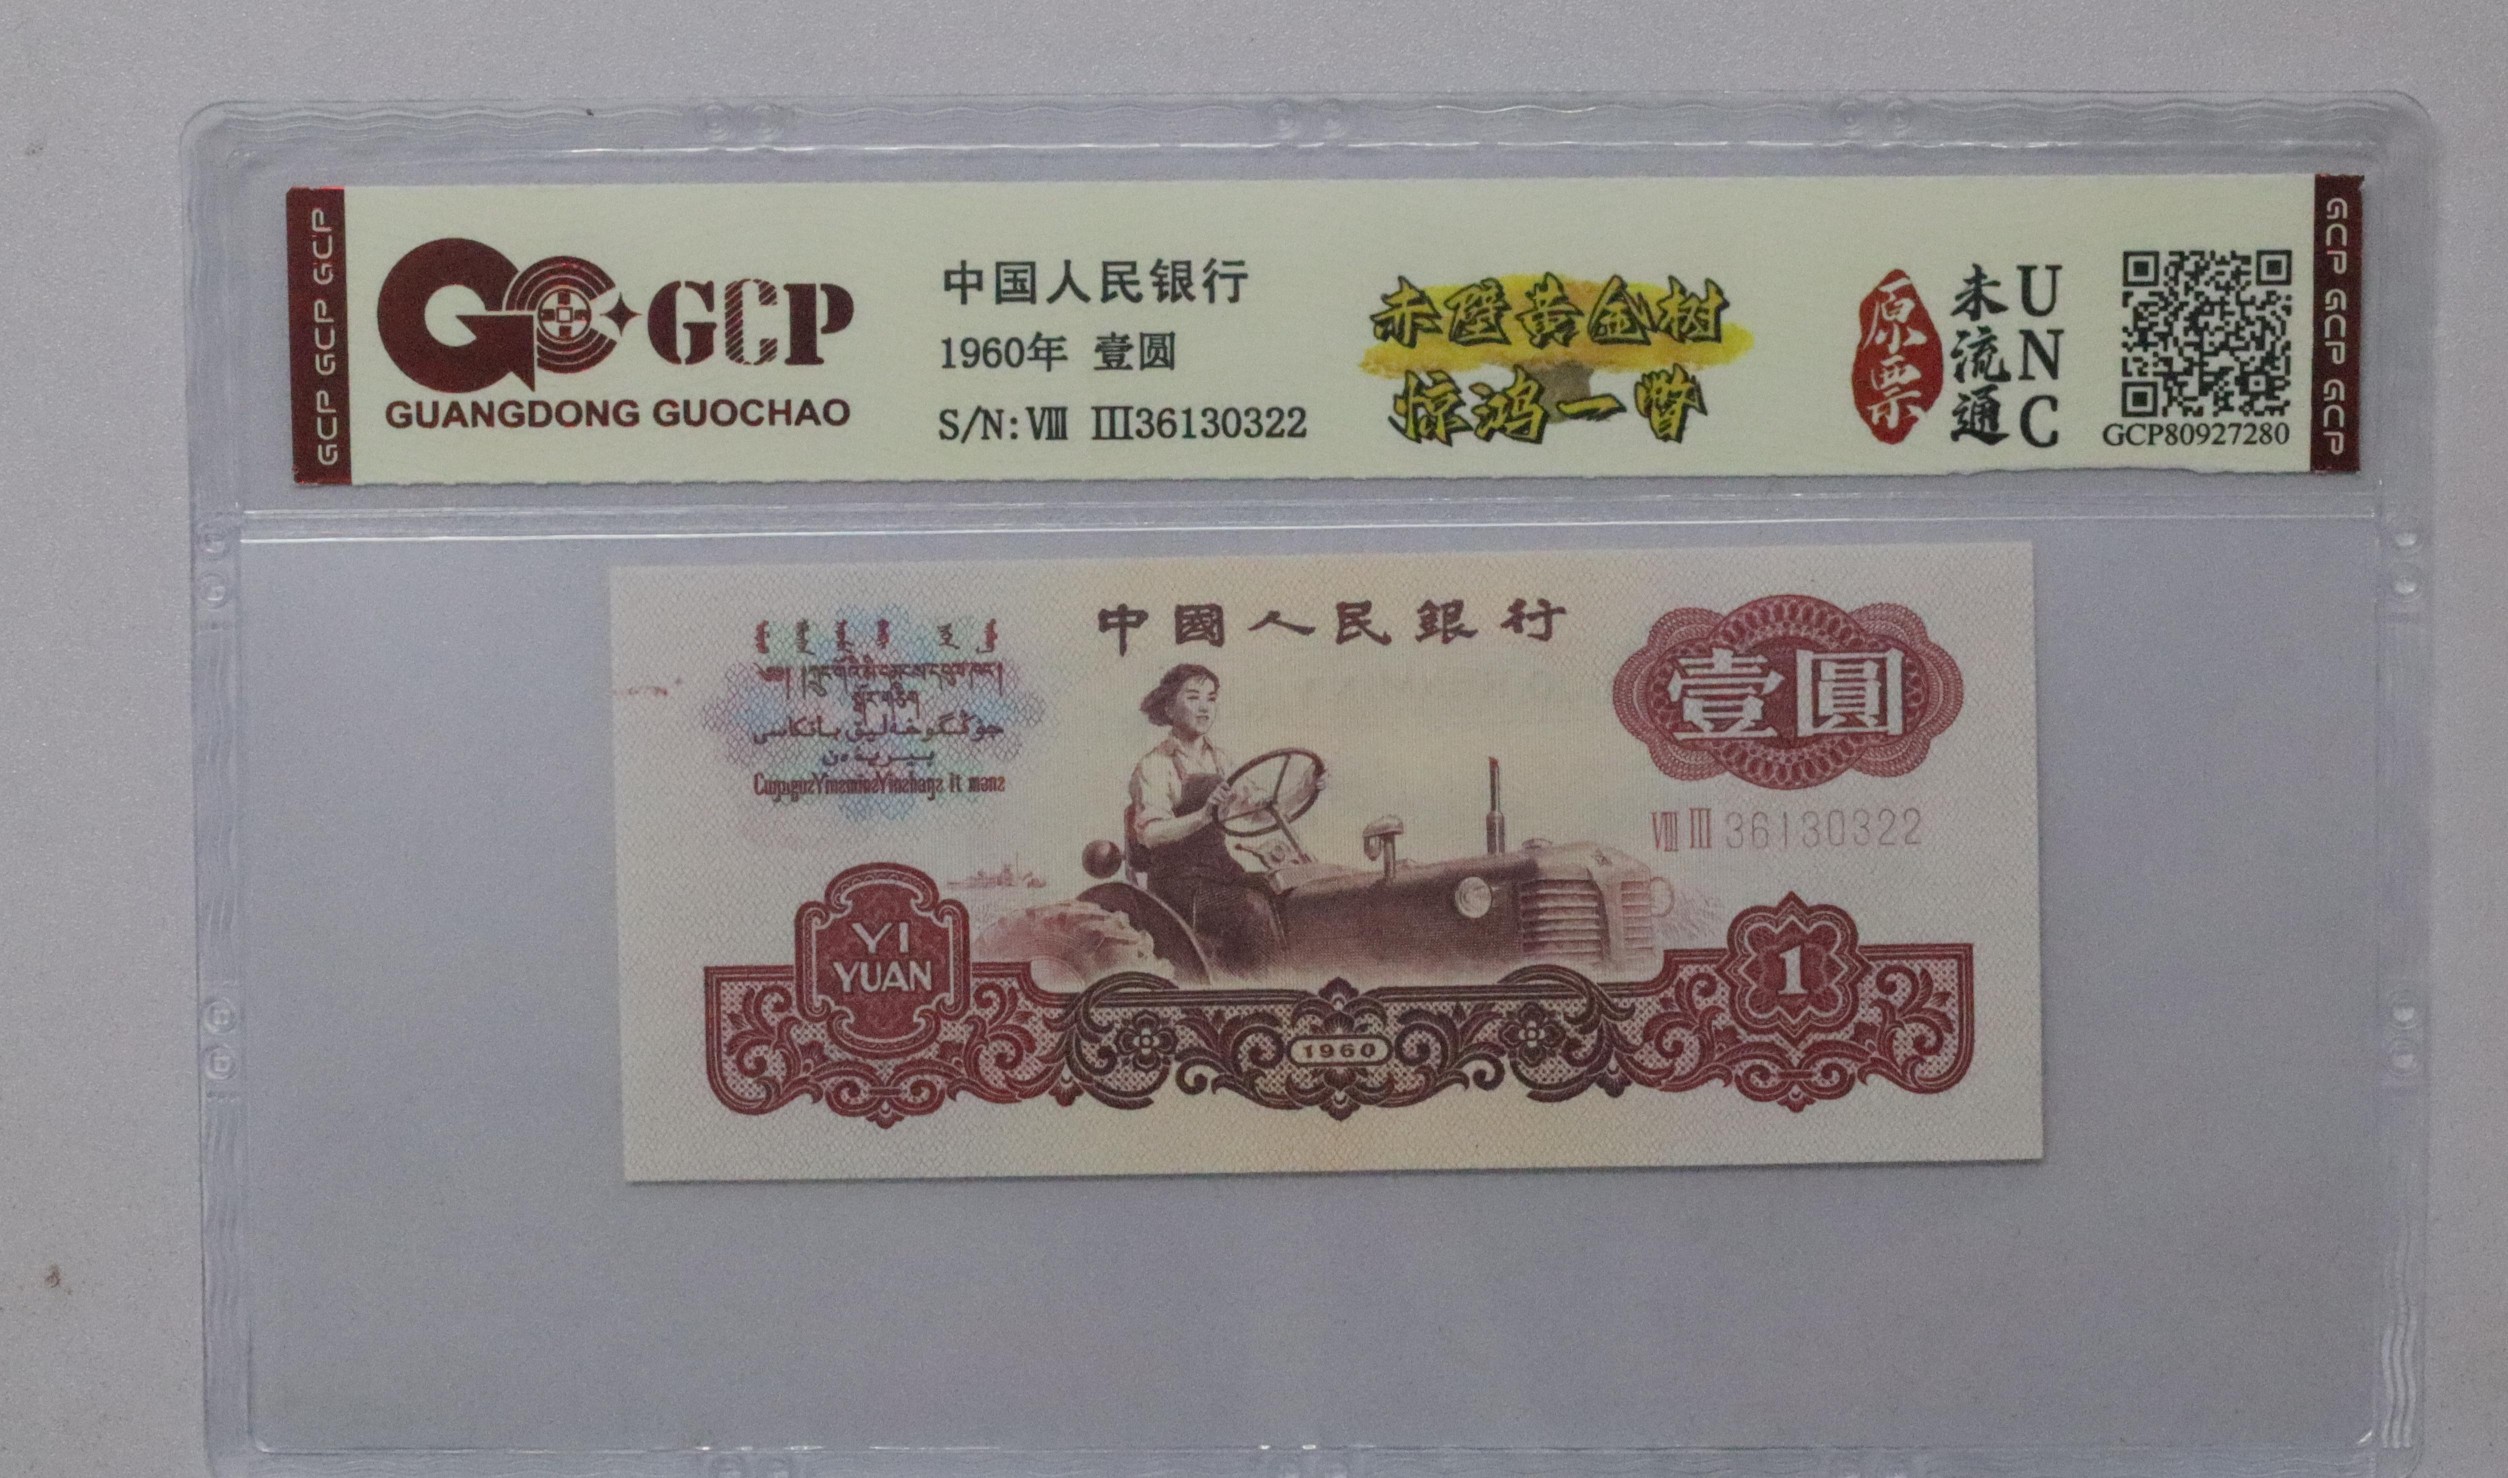 GCP GCP GCP
GCP
GUANGDONG GUOCHAO
中国人民银行
1960年 壹圆
S/N: VIII III36130322
赤壁黄金树
惊鸿一瞥
原票
未流通
UNC
GCP80927280
GCP GCP GCP
中國人民銀行
壹圓
VIII III 36130322
YI
YUAN
1960
1